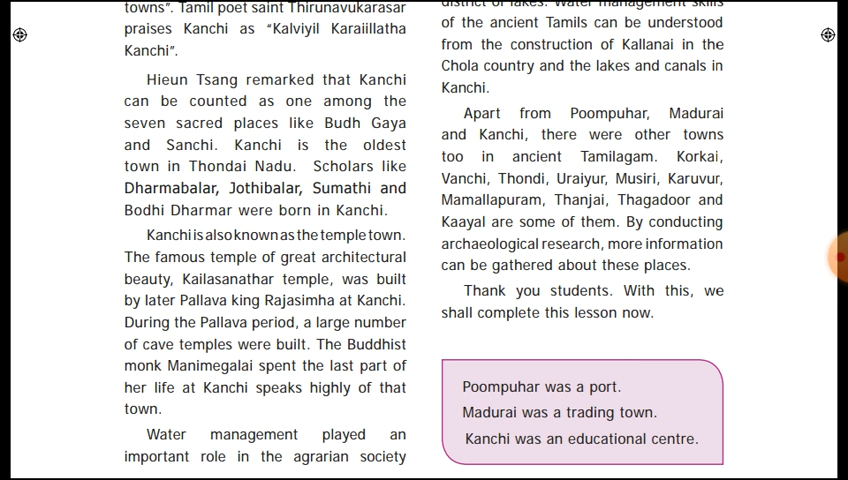 towns". Tamil poet saint Thirunavukarasar
praises Kanchi as "Kalviyil Karaiillatha
Kanchi".
Hieun Tsang remarked that Kanchi
can be counted as one among the
seven sacred places like Budh Gaya
and Sanchi. Kanchi is the oldest
town in Thondai Nadu. Scholars like
Dharmabalar, Jothibalar, Sumathi and
Bodhi Dharmar were born in Kanchi.
Kanchi is also known as the temple town.
The famous temple of great architectural
beauty, Kailasanathar temple, was built
by later Pallava king Rajasimha at Kanchi.
During the Pallava period, a large number
of cave temples were built. The Buddhist
monk Manimegalai spent the last part of
her life at Kanchi speaks highly of that
town.
Water management played an
important role in the agrarian society
district of lakes. Water management skills
of the ancient Tamils can be understood
from the construction of Kallanai in the
Chola country and the lakes and canals in
Kanchi.
Apart from Poompuhar, Madurai
and Kanchi, there were other towns
too in ancient Tamilagam. Korkai,
Vanchi, Thondi, Uraiyur, Musiri, Karuvur,
Mamallapuram, Thanjai, Thagadoor and
Kaayal are some of them. By conducting
archaeological research, more information
can be gathered about these places.
Thank you students. With this, we
shall complete this lesson now.
Poompuhar was a port.
Madurai was a trading town.
Kanchi was an educational centre.